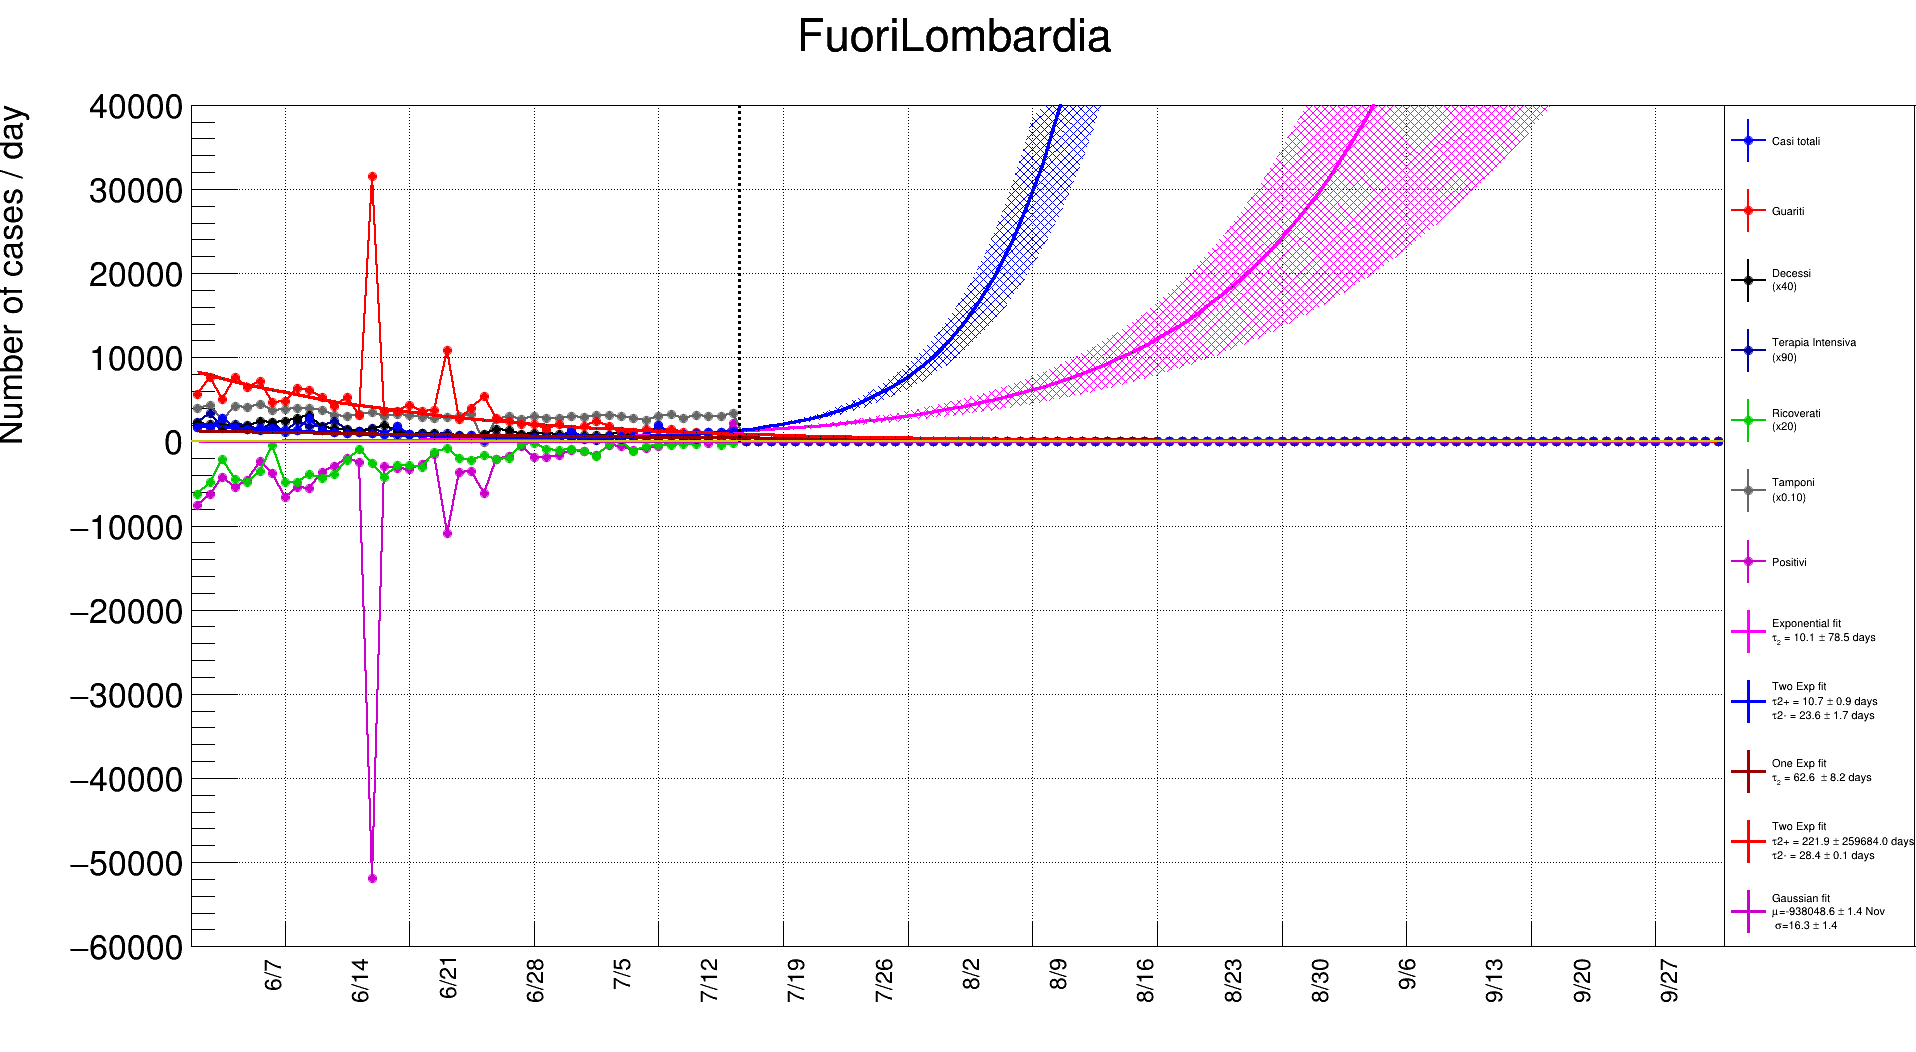 FuoriLombardia
Number of cases / day
40000
30000
20000
10000
0
−10000
−20000
−30000
−40000
−50000
−60000
6/7
6/14
6/21
6/28
7/5
7/12
7/19
7/26
8/2
8/9
8/16
8/23
8/30
9/6
9/13
9/20
9/27
Casi totali
Guariti
Decessi
(x40)
Terapia Intensiva
(x90)
Ricoverati
(x20)
Tamponi
(x0.10)
Positivi
Exponential fit
τ₂ = 10.1 ± 78.5 days
Two Exp fit
τ2+ = 10.7 ± 0.9 days
τ2- = 23.6 ± 1.7 days
One Exp fit
τ₂ = 62.6 ± 8.2 days
Two Exp fit
τ2+ = 221.9 ± 259684.0 days
τ2- = 28.4 ± 0.1 days
Gaussian fit
μ=-938048.6 ± 1.4 Nov
σ=16.3 ± 1.4